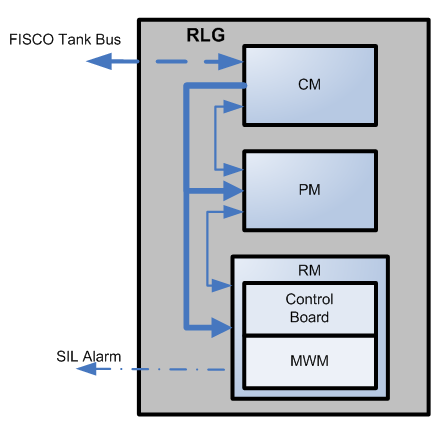 RLG
FISCO Tank Bus
CM
PM
RM
Control
Board
SIL Alarm
MWM